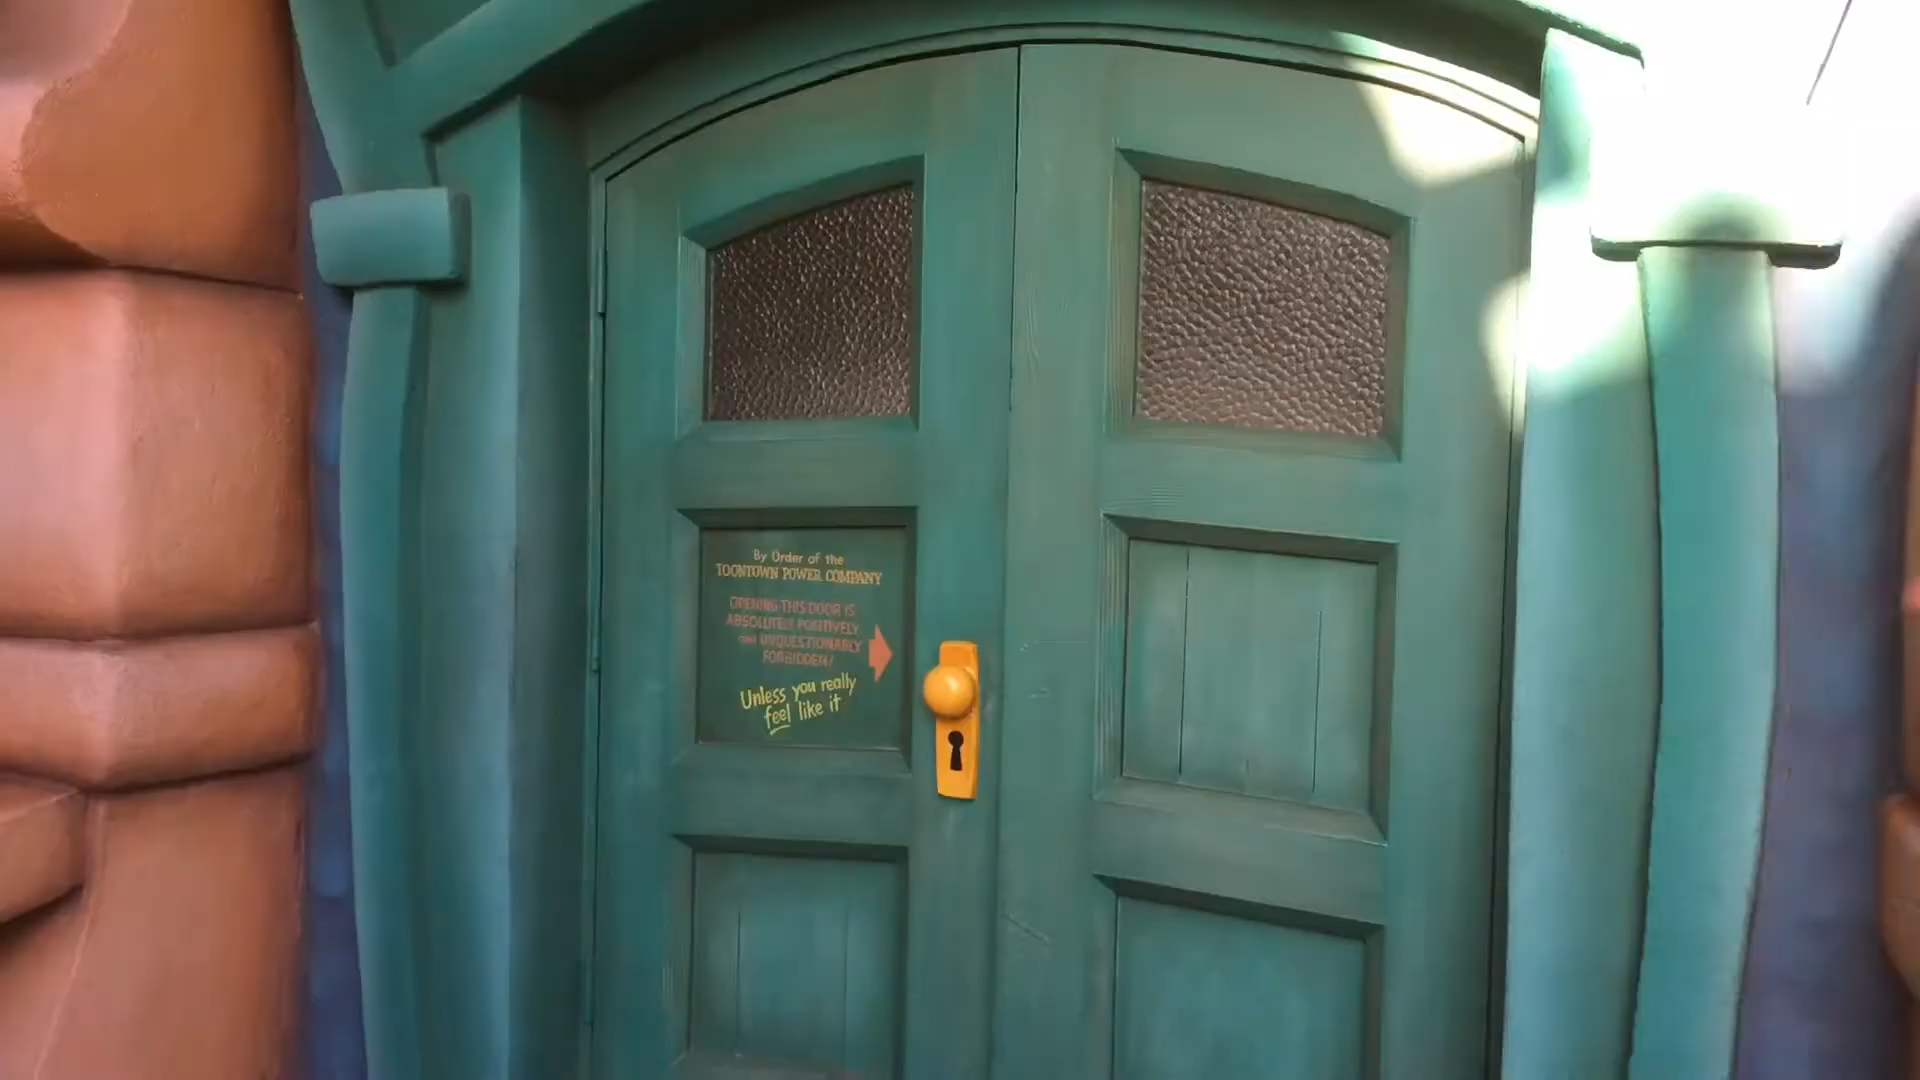 By Order of the
TOONTOWN POWER COMPANY
OPENING THIS DOOR IS
ABSOLUTELY POSITIVELY
AND UNQUESTIONABLY
FORBIDDEN!
Unless you really
feel like it